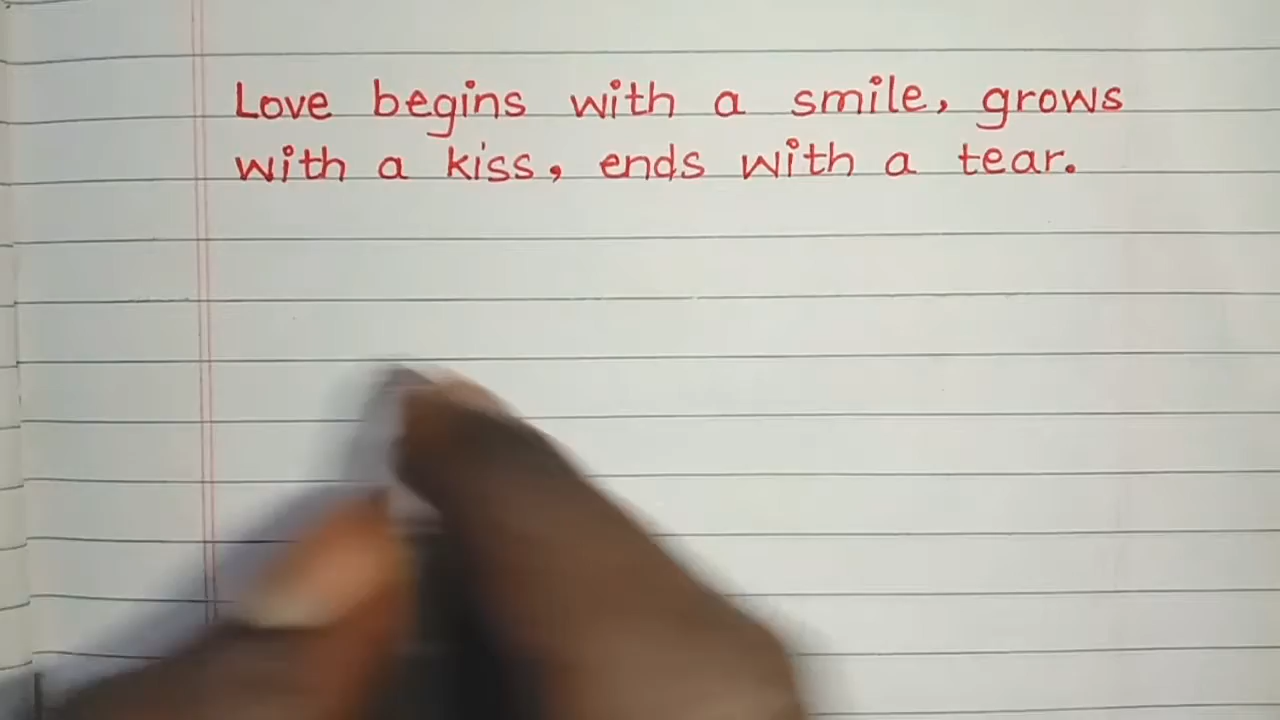 Love begins with a smile, grows
with a kiss, ends with a tear.